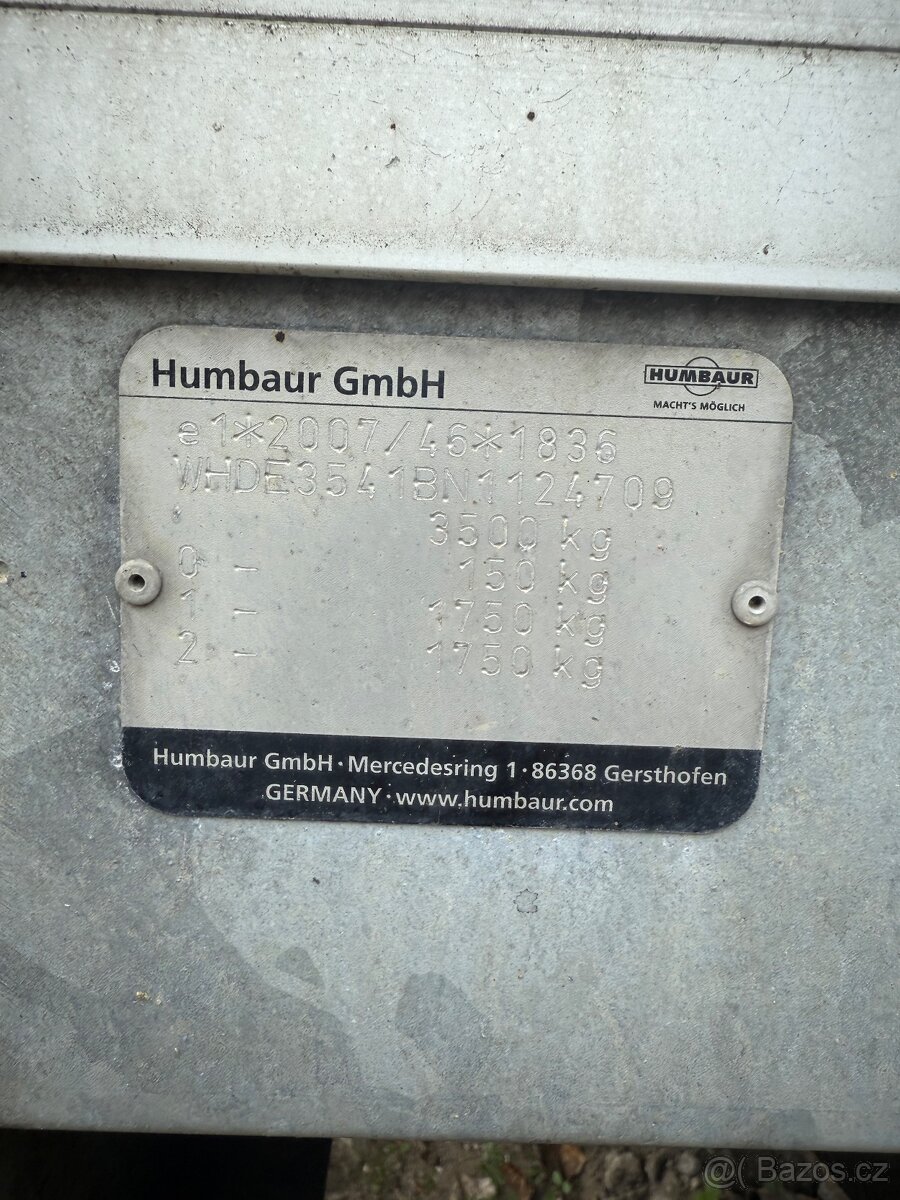 Humbaur GmbH
HUMBAUR
MACHT'S MÖGLICH
e1*2007/46*1836
WHDE3541BN1124709
3500 kg
0 - 150 kg
1 - 1750 kg
2 - 1750 kg
Humbaur GmbH · Mercedesring 1 · 86368 Gersthofen
GERMANY · www.humbaur.com
@( Bazos.cz